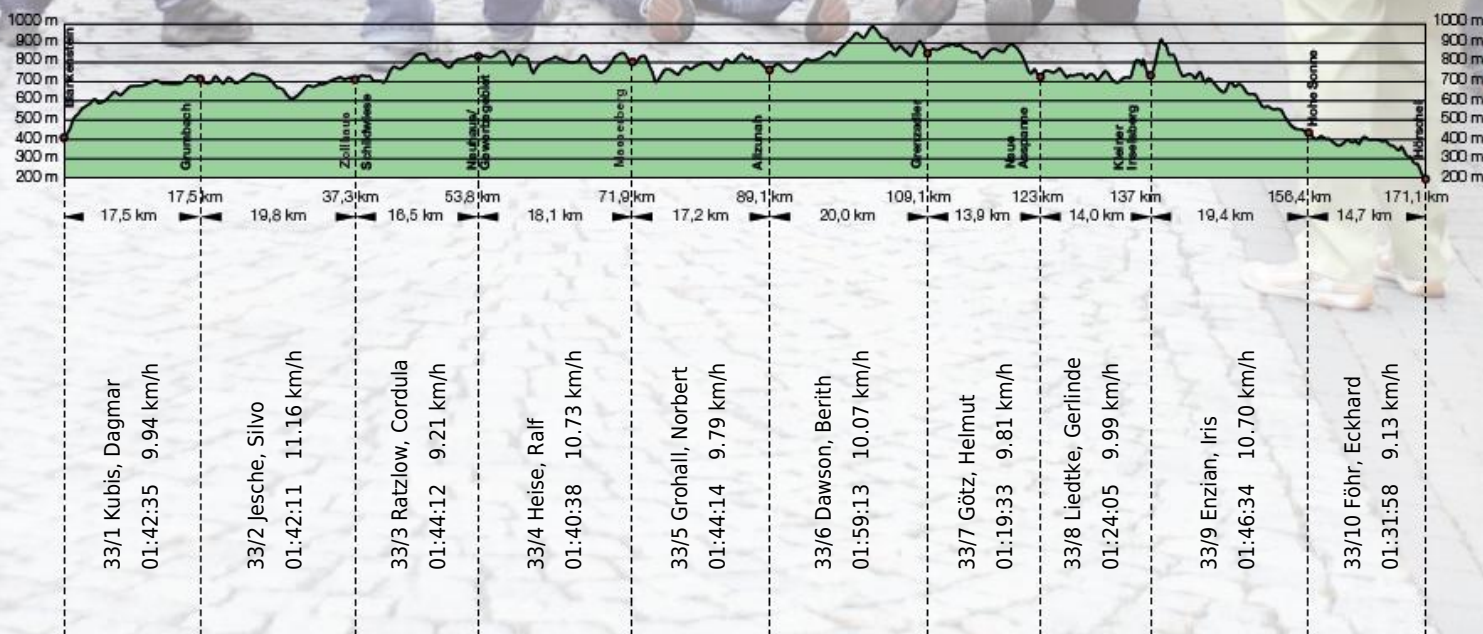 1000 m
900 m
800 m
700 m
600 m
500 m
400 m
300 m
200 m
1000 m
900 m
800 m
700 m
600 m
500 m
400 m
300 m
200 m
Blankenstein
Grumbach
Zollhaus
Schildwiese
Neuhaus/
Masserberg
Allzunah
Grenzadler
Neue
Ausspanne
Kleiner
Inselsberg
Hohe Sonne
Hörschel
17,5 km
37,3 km
53,8 km
71,9 km
89,1 km
109,1 km
123 km
137 km
156,4 km
171,1 km
17,5 km
19,8 km
16,5 km
18,1 km
17,2 km
20,0 km
13,9 km
14,0 km
19,4 km
14,7 km
33/1 Kubis, Dagmar
01:42:35 9.94 km/h
33/2 Jesche, Silvo
01:42:11 11.16 km/h
33/3 Ratzlow, Cordula
01:44:12 9.21 km/h
33/4 Heise, Ralf
01:40:38 10.73 km/h
33/5 Grohall, Norbert
01:44:14 9.79 km/h
33/6 Dawson, Berith
01:59:13 10.07 km/h
33/7 Götz, Helmut
01:19:33 9.81 km/h
33/8 Liedtke, Gerlinde
01:24:05 9.99 km/h
33/9 Enzian, Iris
01:46:34 10.70 km/h
33/10 Föhr, Eckhard
01:31:58 9.13 km/h